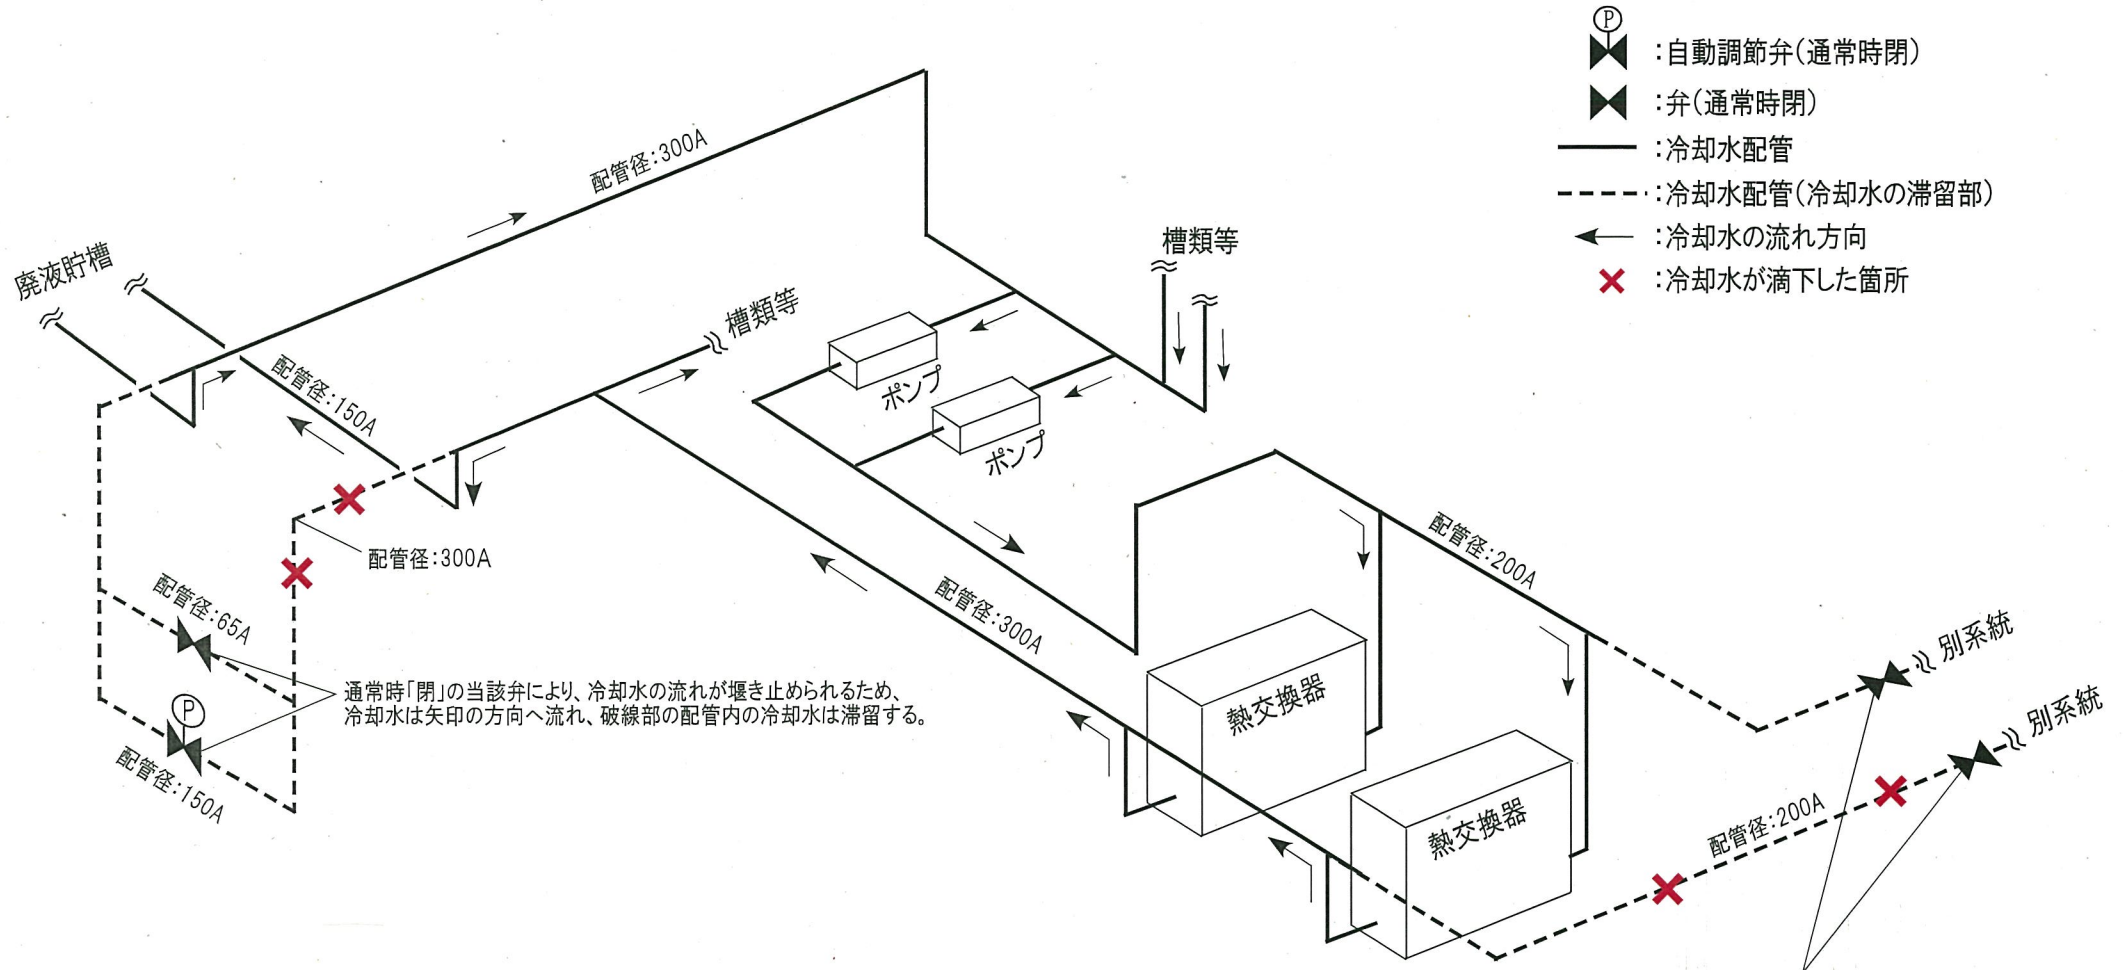 P
:自動調節弁(通常時閉)
:弁(通常時閉)
:冷却水配管
:冷却水配管(冷却水の滞留部)
:冷却水の流れ方向
:冷却水が滴下した箇所
配管径:300A
廃液貯槽
槽類等
槽類等
配管径:150A
ポンプ
ポンプ
配管径:300A
配管径:200A
配管径:65A
配管径:300A
別系統
通常時「閉」の当該弁により、冷却水の流れが堰き止められるため、
冷却水は矢印の方向へ流れ、破線部の配管内の冷却水は滞留する。
P
熱交換器
別系統
配管径:150A
熱交換器
配管径:200A